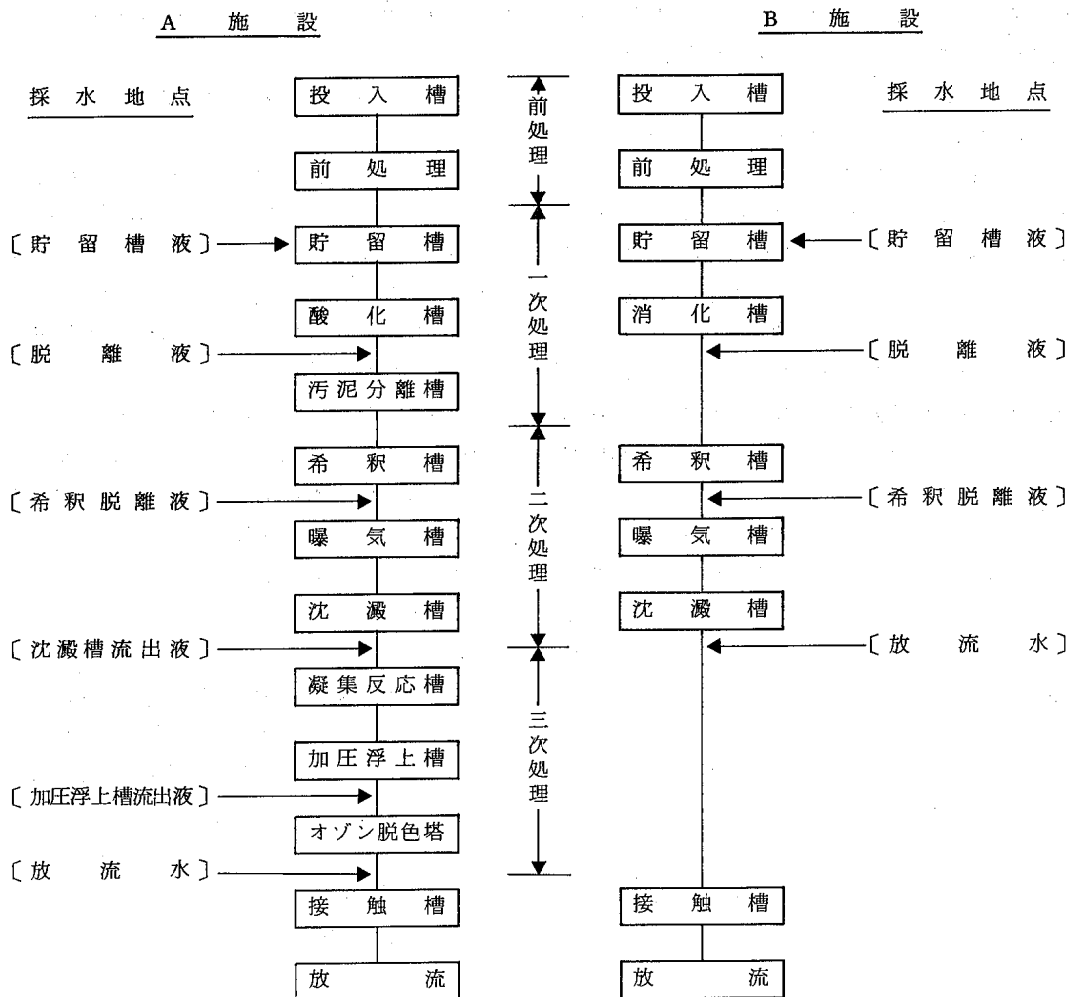 A 施 設
B 施 設
採 水 地 点
採 水 地 点
投 入 槽
前 処 理
〔貯 留 槽 液〕
貯 留 槽
酸 化 槽
〔脱 離 液〕
汚泥分離槽
希 釈 槽
〔希 釈 脱 離 液〕
曝 気 槽
沈 澱 槽
〔沈澱槽流出液〕
凝集反応槽
加圧浮上槽
〔加圧浮上槽流出液〕
オゾン脱色塔
〔放 流 水〕
接 触 槽
放 流
前処理
一次処理
二次処理
三次処理
投 入 槽
前 処 理
貯 留 槽
〔貯 留 槽 液〕
消 化 槽
〔脱 離 液〕
希 釈 槽
〔希 釈 脱 離 液〕
曝 気 槽
沈 澱 槽
〔放 流 水〕
接 触 槽
放 流